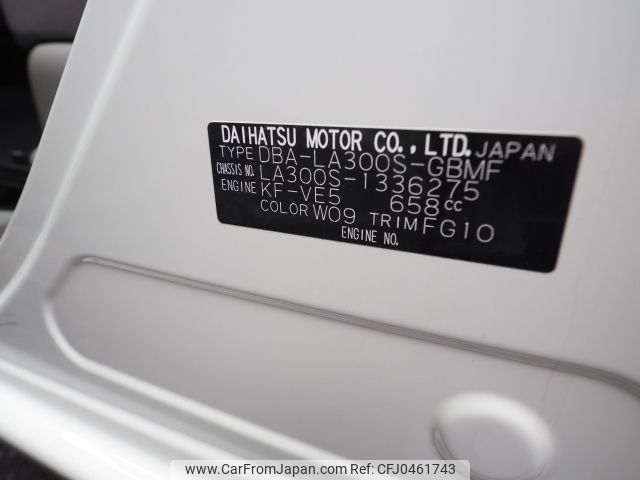 DAIHATSU MOTOR CO., LTD. JAPAN
TYPE DBA-LA300S-GBMF
CHASSIS NO. LA300S-1336275
ENGINE KF-VE5 658cc
COLOR W09 TRIM FG10
ENGINE NO.
www.CarFromJapan.com (REF NO.CFJ0461743)